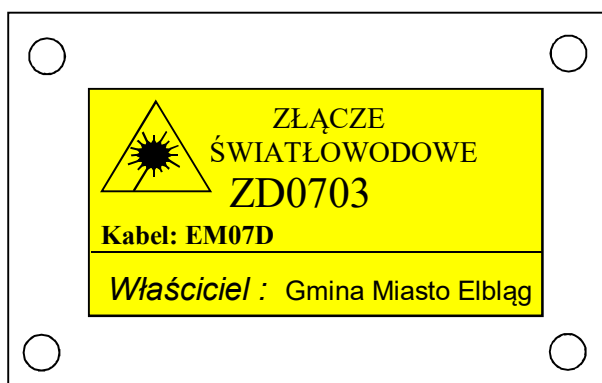 ZŁĄCZE
ŚWIATŁOWODOWE
ZD0703
Kabel: EM07D
Właściciel : Gmina Miasto Elbląg